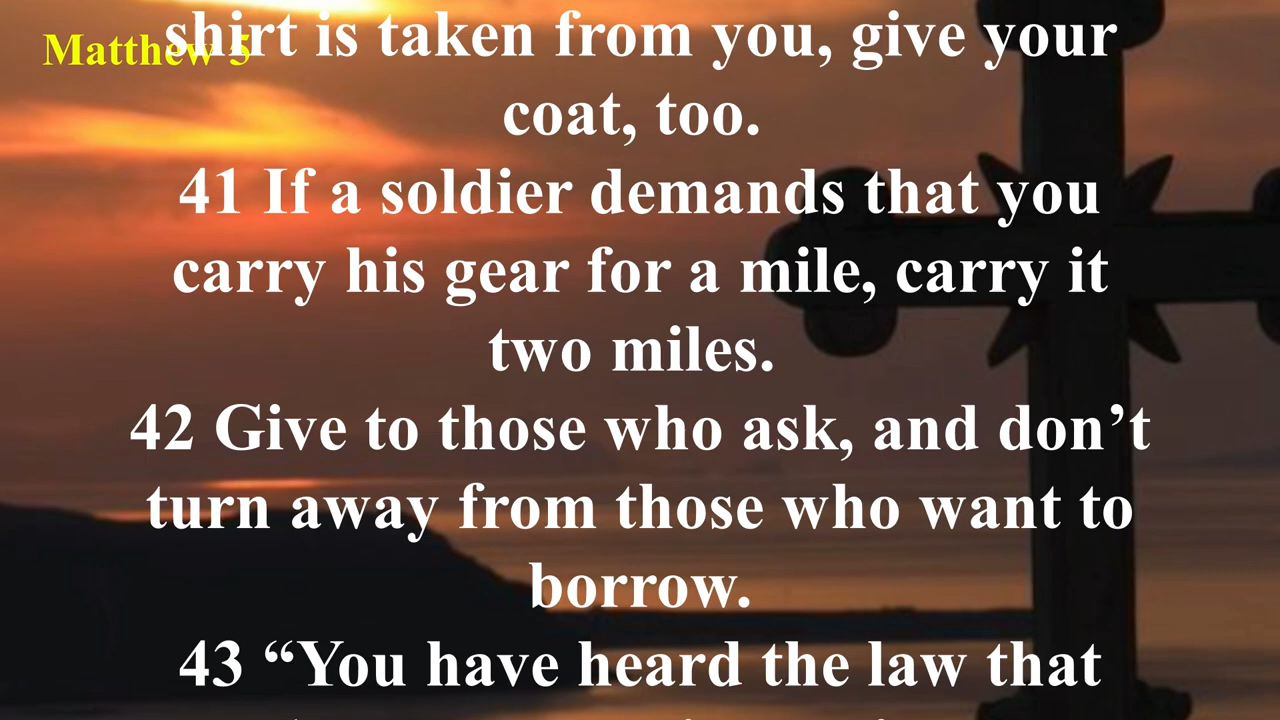 Matthew 5
shirt is taken from you, give your
coat, too.
41 If a soldier demands that you
carry his gear for a mile, carry it
two miles.
42 Give to those who ask, and don’t
turn away from those who want to
borrow.
43 “You have heard the law that